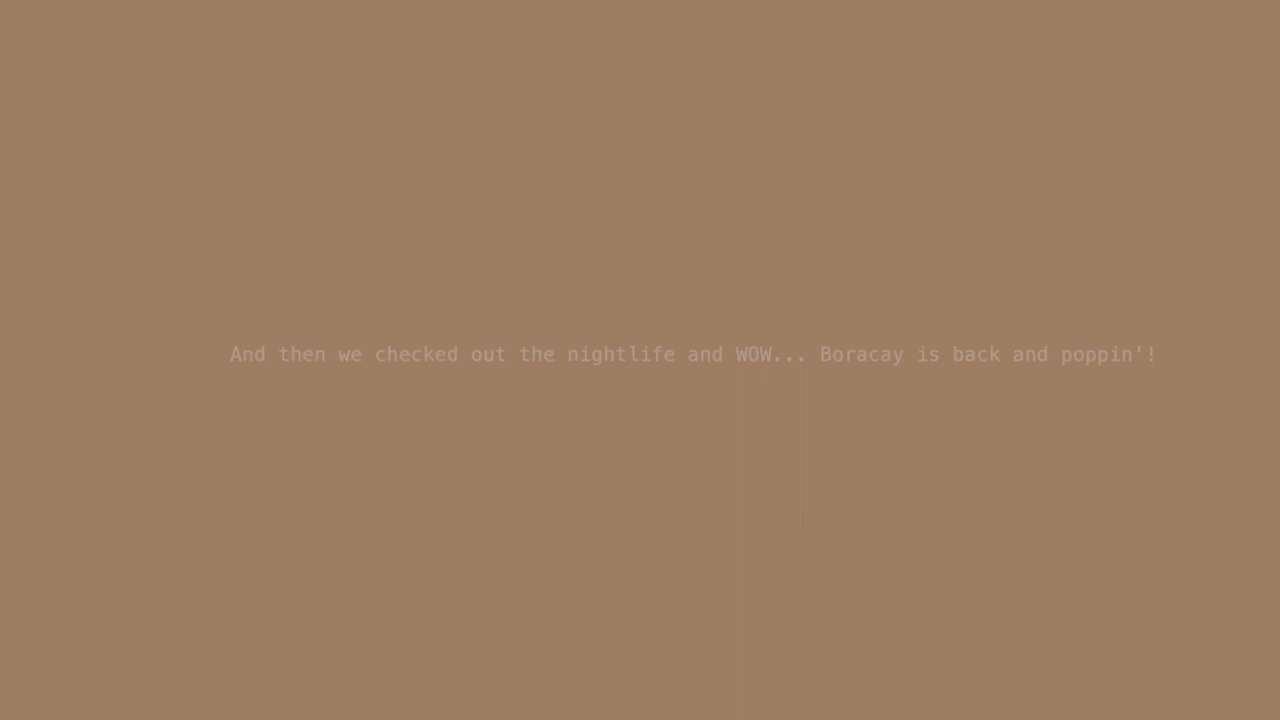 And then we checked out the nightlife and WOW... Boracay is back and poppin'!